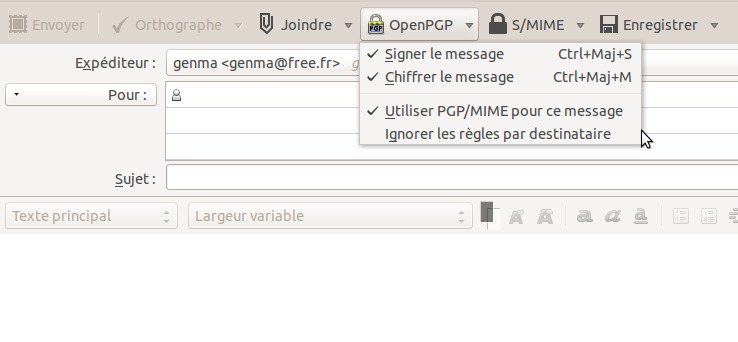 Envoyer Orthographe Joindre OpenPGP S/MIME Enregistrer
Signer le message Ctrl+Maj+S
Chiffrer le message Ctrl+Maj+M
Utiliser PGP/MIME pour ce message
Ignorer les règles par destinataire
Expéditeur : genma <genma@free.fr> g
Pour :
Sujet :
Texte principal Largeur variable